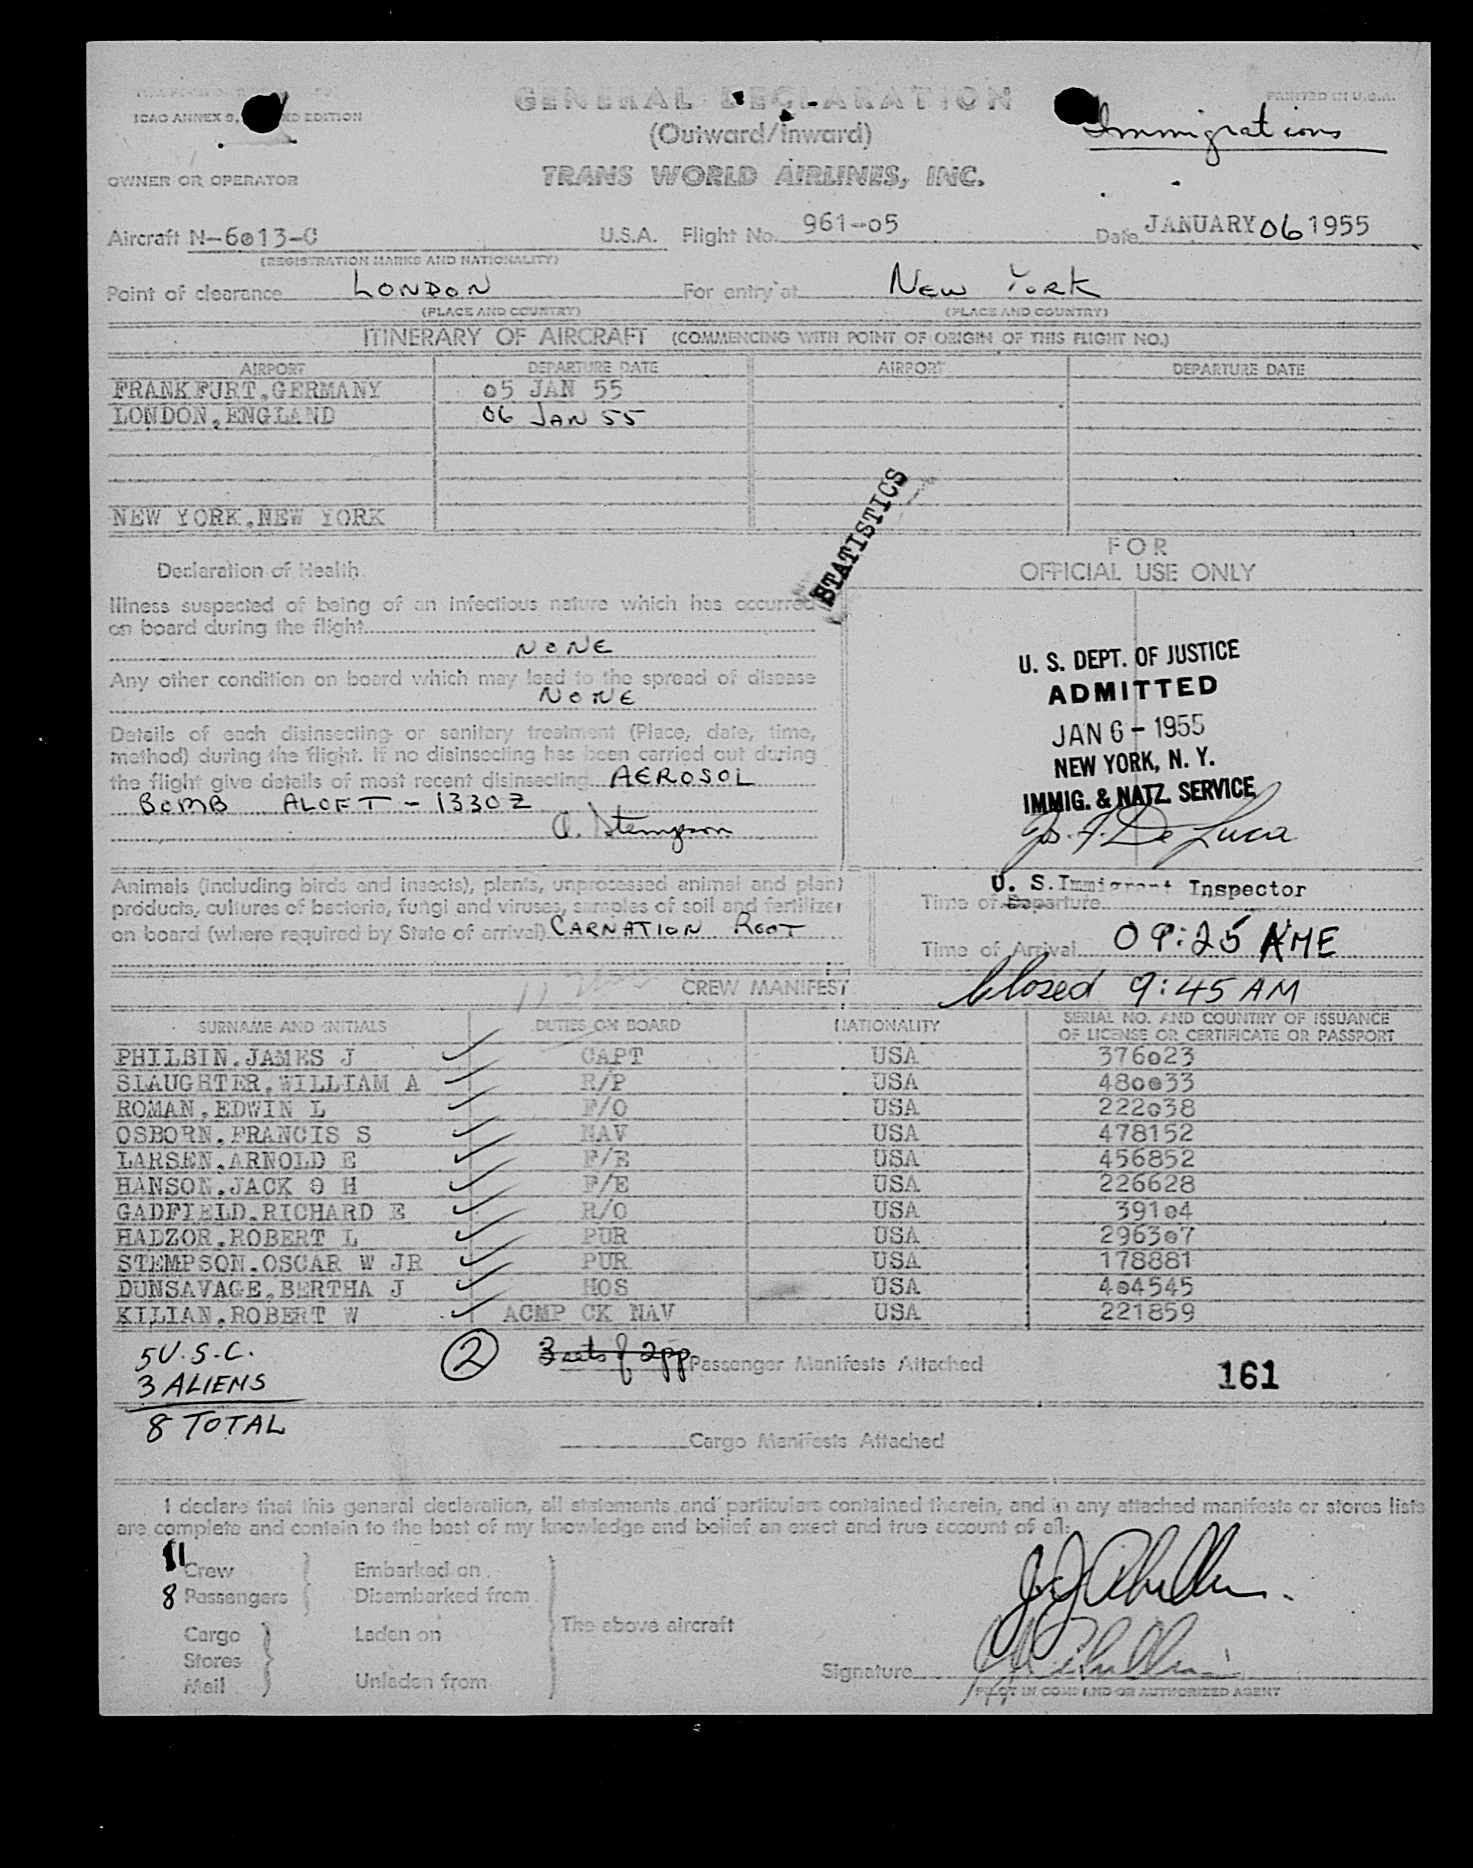 ICAO ANNEX 9, EDITION
GENERAL DECLARATION
PRINTED IN U.S.A.
(Outward/Inward)
Immigrations
OWNER OR OPERATOR
TRANS WORLD AIRLINES, INC.
Aircraft N-6013-C U.S.A. Flight No. 961-05 Date JANUARY 06 1955
(REGISTRATION MARKS AND NATIONALITY)
Point of clearance LONDON For entry at NEW YORK
(PLACE AND COUNTRY) (PLACE AND COUNTRY)
ITINERARY OF AIRCRAFT (COMMENCING WITH POINT OF ORIGIN OF THIS FLIGHT NO.)
AIRPORT DEPARTURE DATE AIRPORT DEPARTURE DATE
FRANKFURT, GERMANY 05 JAN 55
LONDON, ENGLAND 06 JAN 55
NEW YORK, NEW YORK
STATISTICS
Declaration of Health
Illness suspected of being of an infectious nature which has occurred
on board during the flight
NONE
Any other condition on board which may lead to the spread of disease
NONE
Details of each disinsecting or sanitary treatment (Place, date, time,
method) during the flight. If no disinsecting has been carried out during
the flight give details of most recent disinsecting AEROSOL
BOMB ALOFT - 1330Z
O. Stempson
Animals (including birds and insects), plants, unprocessed animal and plant
products, cultures of bacteria, fungi and viruses, samples of soil and fertilizer
on board (where required by State of arrival) CARNATION ROOT
FOR
OFFICIAL USE ONLY
U. S. DEPT. OF JUSTICE
ADMITTED
JAN 6 - 1955
NEW YORK, N. Y.
IMMIG. & NATZ. SERVICE
De Luca
U. S. Immigrant Inspector
Time of Departure
Time of Arrival 09:25 AME
Closed 9:45 AM
CREW MANIFEST
SURNAME AND INITIALS DUTIES ON BOARD NATIONALITY SERIAL NO. AND COUNTRY OF ISSUANCE
OF LICENSE OR CERTIFICATE OR PASSPORT
PHILBIN, JAMES J CAPT USA 376023
SLAUGHTER, WILLIAM A R/P USA 480033
ROMAN, EDWIN L F/O USA 222038
OSBORN, FRANCIS S NAV USA 478152
LARSEN, ARNOLD E F/E USA 456852
HANSON, JACK O H F/E USA 226628
GADFIELD, RICHARD E R/O USA 39104
HADZOR, ROBERT L PUR USA 296307
STEMPSON, OSCAR W JR PUR USA 178881
DUNSAVAGE, BERTHA J HOS USA 404545
KILIAN, ROBERT W ACMP CK NAV USA 221859
5 U.S.C.
3 ALIENS
8 TOTAL
2 3 sets of 2pp Passenger Manifests Attached
161
Cargo Manifests Attached
I declare that this general declaration, all statements and particulars contained therein, and in any attached manifests or stores lists
are complete and contain to the best of my knowledge and belief an exact and true account of all:
11 Crew Embarked on
8 Passengers Disembarked from
The above aircraft
Cargo Laden on
Stores
Mail Unladen from
Signature
PILOT IN COMMAND OR AUTHORIZED AGENT